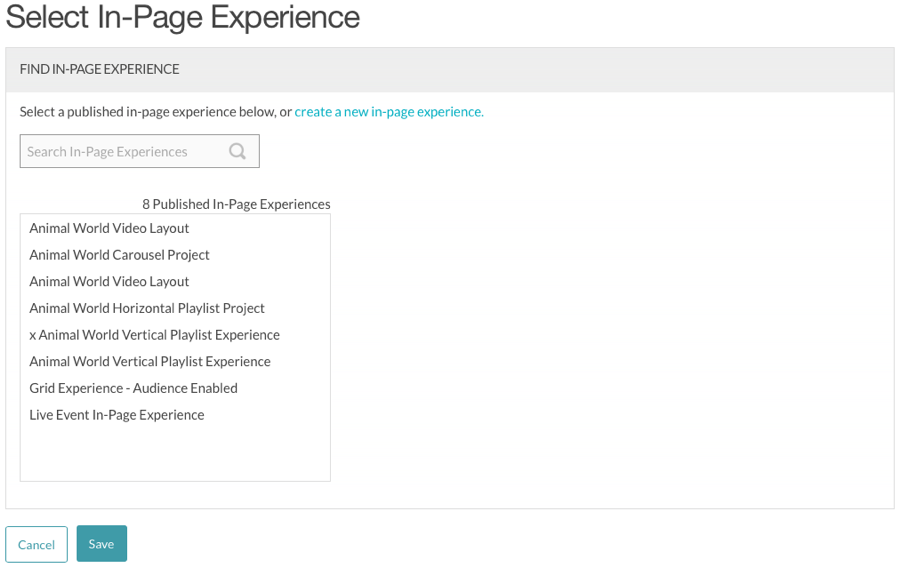 Select In-Page Experience
FIND IN-PAGE EXPERIENCE
Select a published in-page experience below, or create a new in-page experience.
Search In-Page Experiences
8 Published In-Page Experiences
Animal World Video Layout
Animal World Carousel Project
Animal World Video Layout
Animal World Horizontal Playlist Project
x Animal World Vertical Playlist Experience
Animal World Vertical Playlist Experience
Grid Experience - Audience Enabled
Live Event In-Page Experience
Cancel Save